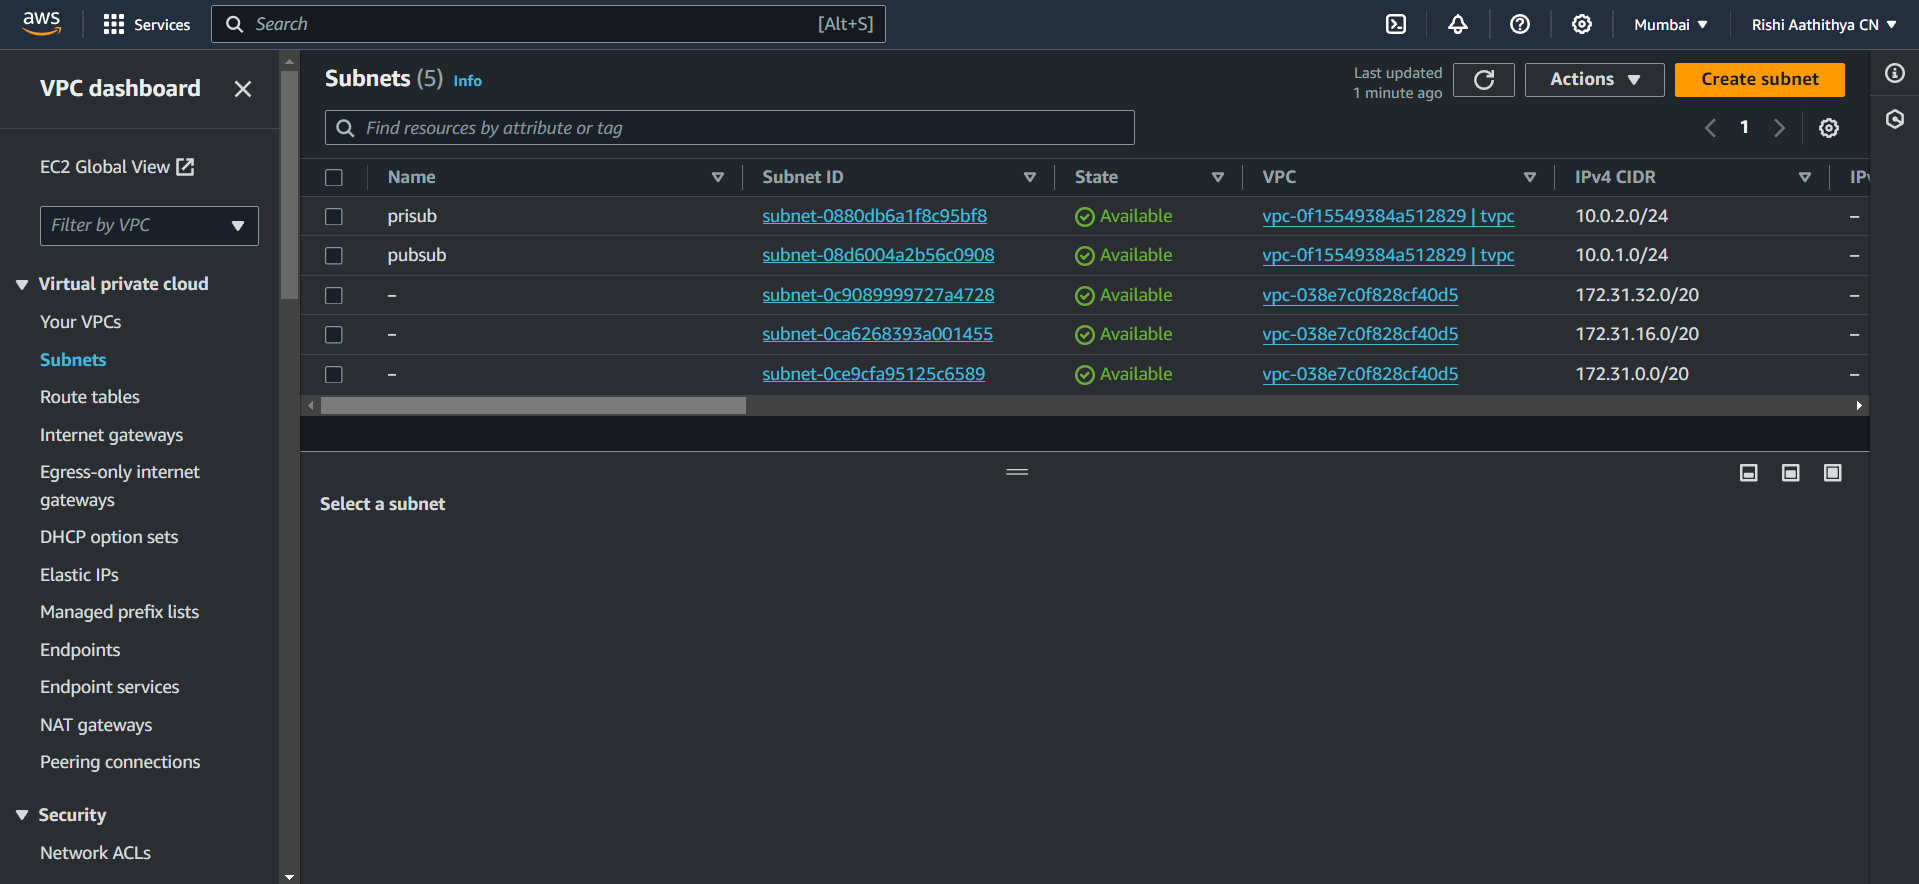 aws
Services
Search
[Alt+S]
Mumbai
Rishi Aathithya CN
VPC dashboard
EC2 Global View
Filter by VPC
Virtual private cloud
Your VPCs
Subnets
Route tables
Internet gateways
Egress-only internet
gateways
DHCP option sets
Elastic IPs
Managed prefix lists
Endpoints
Endpoint services
NAT gateways
Peering connections
Security
Network ACLs
Subnets (5) Info
Last updated
1 minute ago
Actions
Create subnet
Find resources by attribute or tag
1
Name Subnet ID State VPC IPv4 CIDR IPv
prisub subnet-0880db6a1f8c95bf8 Available vpc-0f15549384a512829 | tvpc 10.0.2.0/24 –
pubsub subnet-08d6004a2b56c0908 Available vpc-0f15549384a512829 | tvpc 10.0.1.0/24 –
– subnet-0c9089999727a4728 Available vpc-038e7c0f828cf40d5 172.31.32.0/20 –
– subnet-0ca6268393a001455 Available vpc-038e7c0f828cf40d5 172.31.16.0/20 –
– subnet-0ce9cfa95125c6589 Available vpc-038e7c0f828cf40d5 172.31.0.0/20 –
Select a subnet